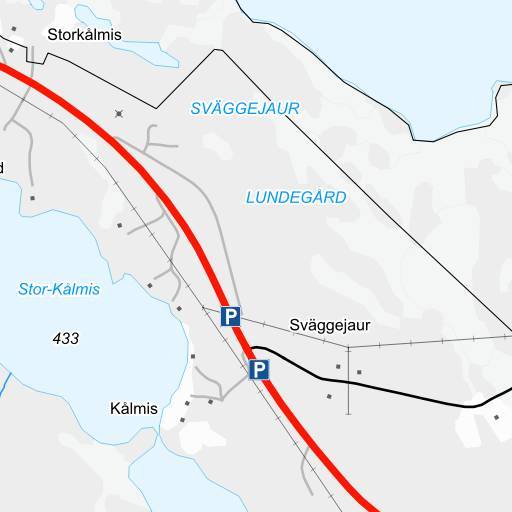 Storkålmis
SVÄGGEJAUR
d
LUNDEGÅRD
Stor-Kålmis
P
Sväggejaur
433
P
Kålmis